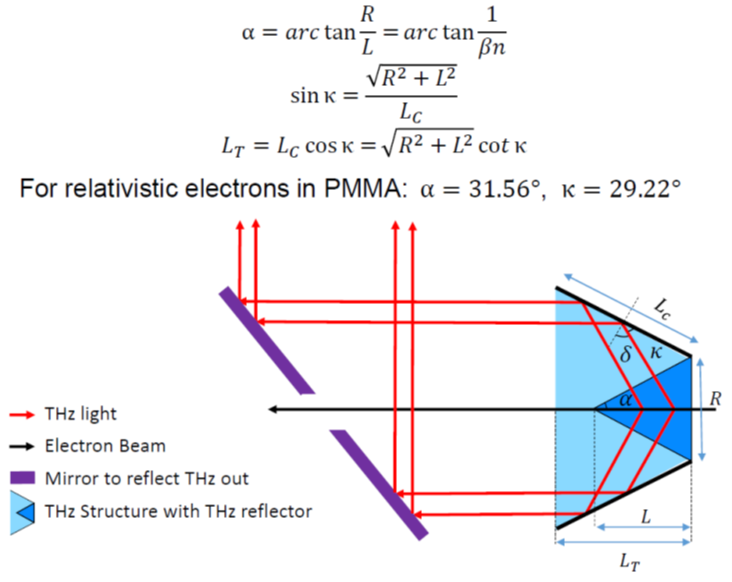 α = arc tan R/L = arc tan 1/βn
sin κ = √(R² + L²)/L_C
L_T = L_C cos κ = √(R² + L²) cot κ
For relativistic electrons in PMMA: α = 31.56°, κ = 29.22°
L_c
δ κ
α R
THz light
Electron Beam
Mirror to reflect THz out
THz Structure with THz reflector
L
L_T